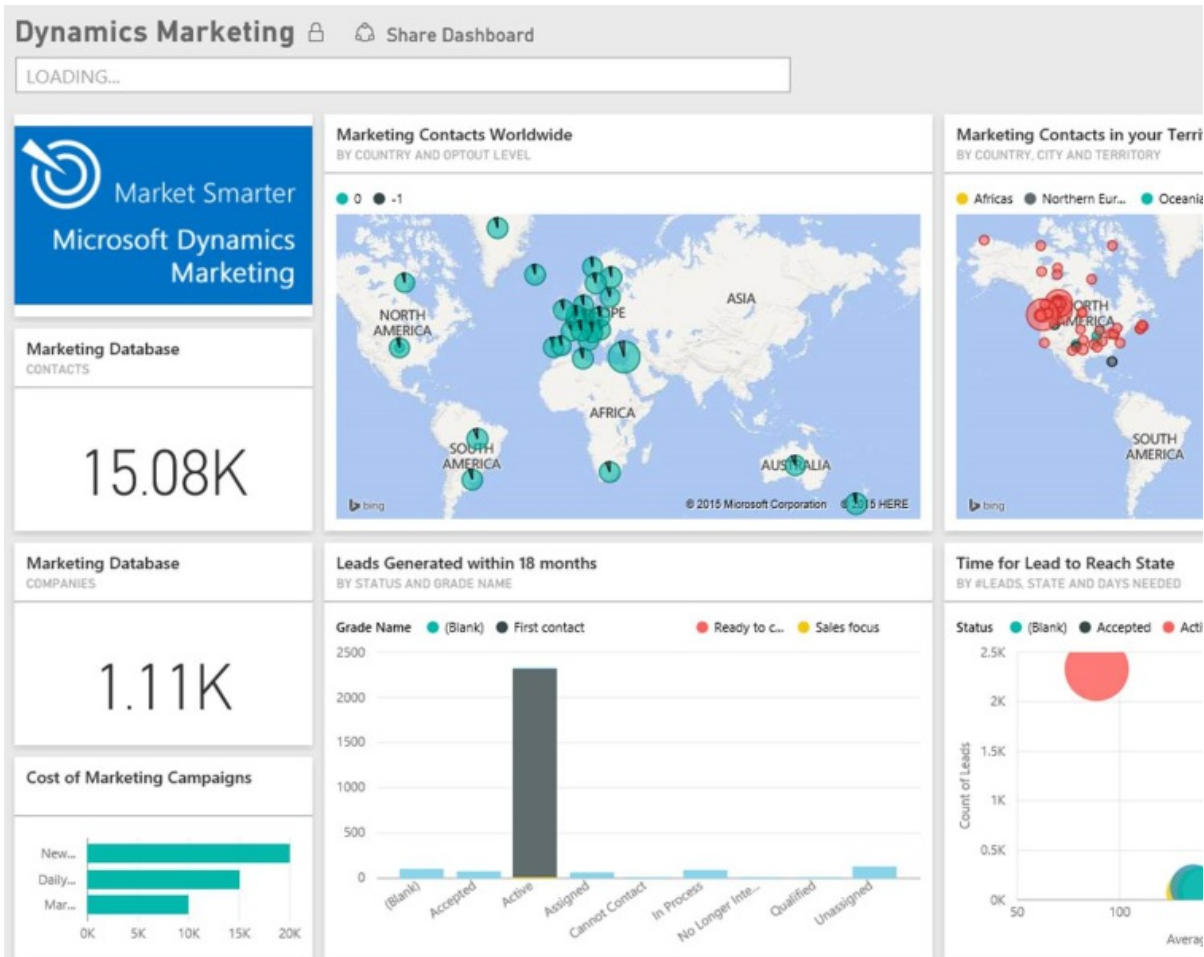 Dynamics Marketing Share Dashboard
LOADING...
Market Smarter
Microsoft Dynamics
Marketing
Marketing Database
CONTACTS
15.08K
Marketing Database
COMPANIES
1.11K
Cost of Marketing Campaigns
New...
Daily...
Mar...
0K 5K 10K 15K 20K
Marketing Contacts Worldwide
BY COUNTRY AND OPTOUT LEVEL
0 -1
NORTH
AMERICA
ASIA
AFRICA
SOUTH
AMERICA
AUSTRALIA
bing
© 2015 Microsoft Corporation © 2015 HERE
Leads Generated within 18 months
BY STATUS AND GRADE NAME
Grade Name (Blank) First contact Ready to c... Sales focus
2500
2000
1500
1000
500
0
(Blank) Accepted Active Assigned Cannot Contact In Process No Longer Inte... Qualified Unassigned
Marketing Contacts in your Terri
BY COUNTRY, CITY AND TERRITORY
Africas Northern Eur... Oceania
NORTH
AMERICA
SOUTH
AMERICA
bing
Time for Lead to Reach State
BY #LEADS, STATE AND DAYS NEEDED
Status (Blank) Accepted Acti
Count of Leads
2.5K
2K
1.5K
1K
0.5K
0K
50 100
Averag